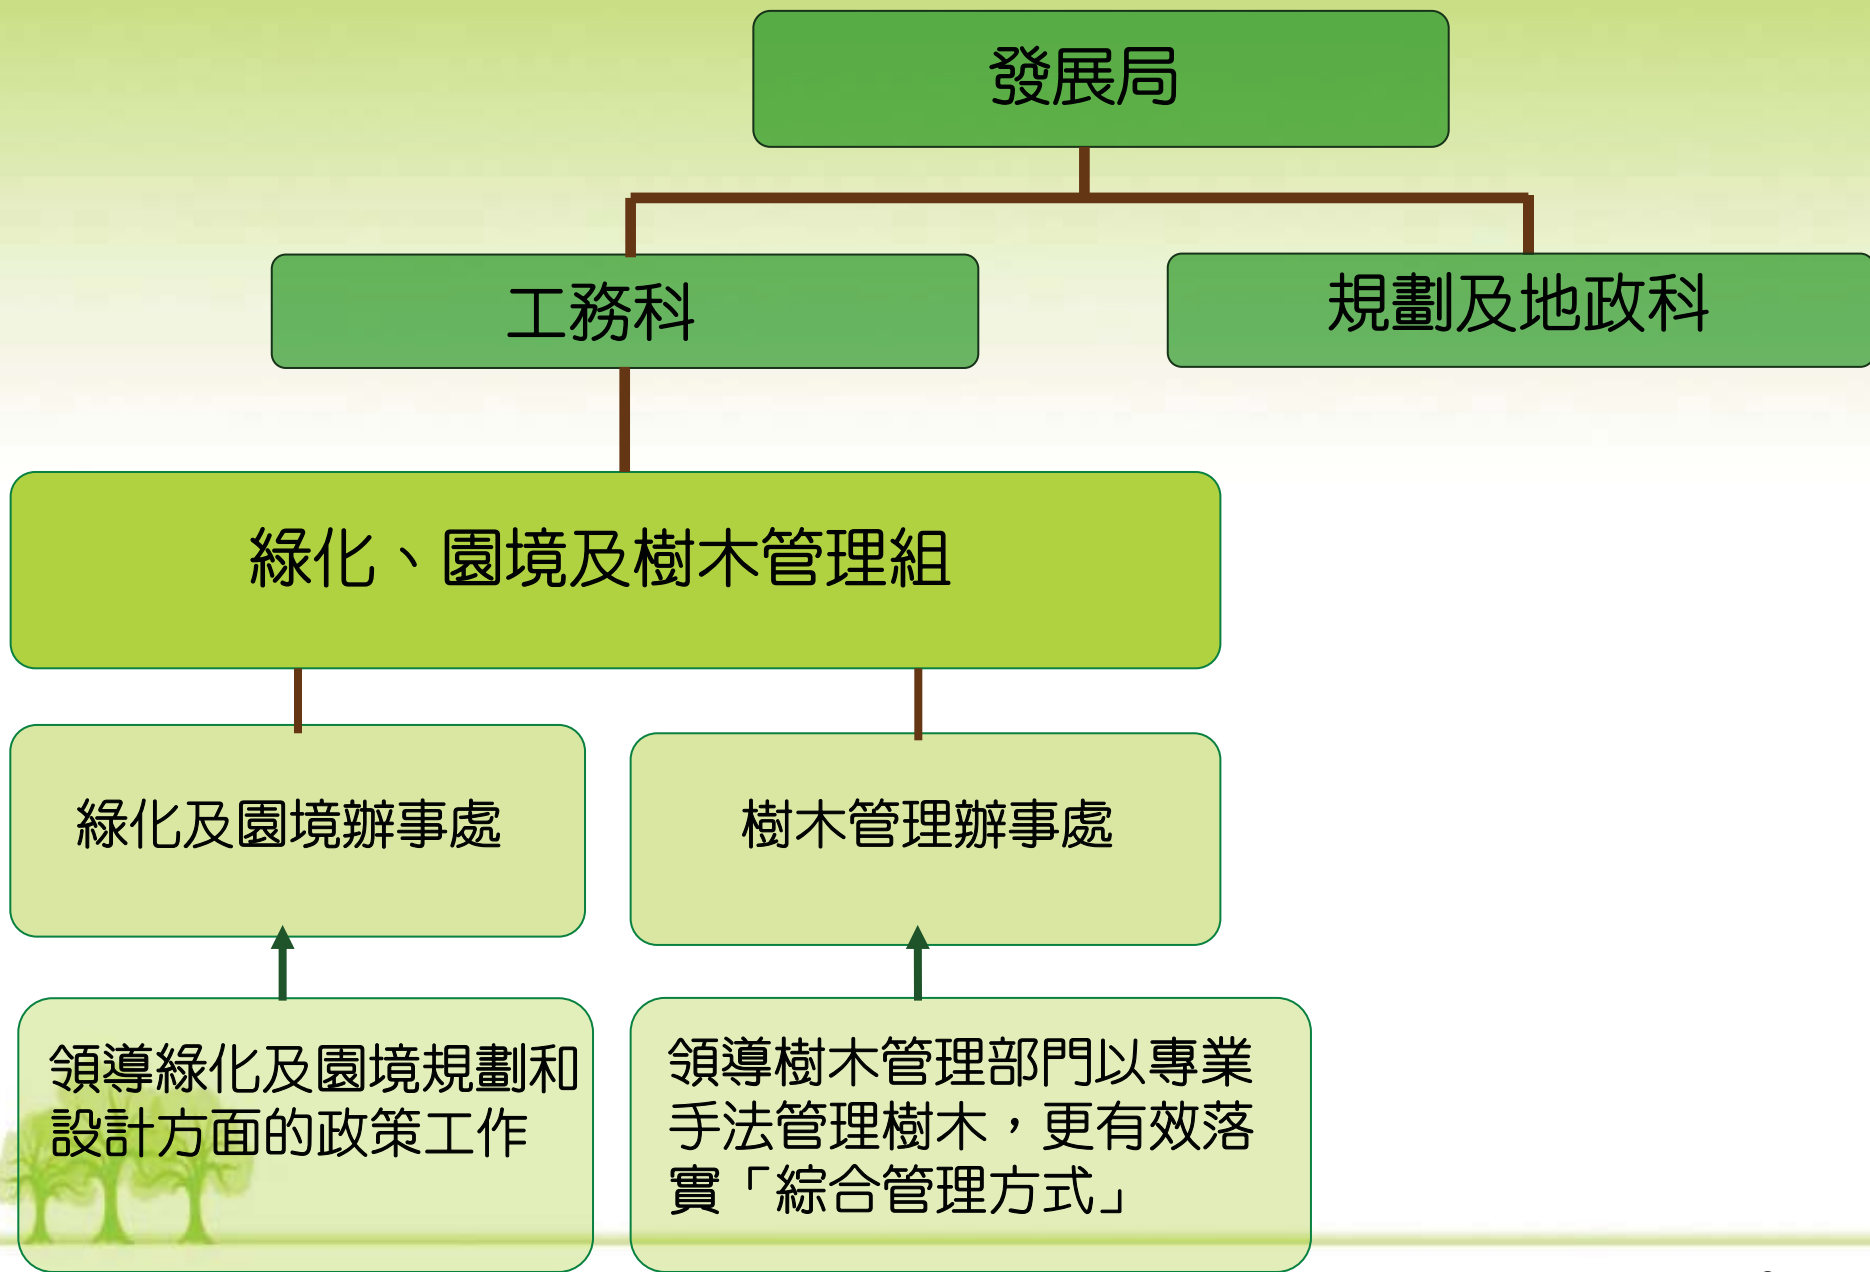 發展局
工務科
規劃及地政科
綠化、園境及樹木管理組
綠化及園境辦事處
樹木管理辦事處
領導綠化及園境規劃和
設計方面的政策工作
領導樹木管理部門以專業
手法管理樹木，更有效落
實「綜合管理方式」